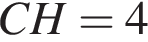 CH = 4